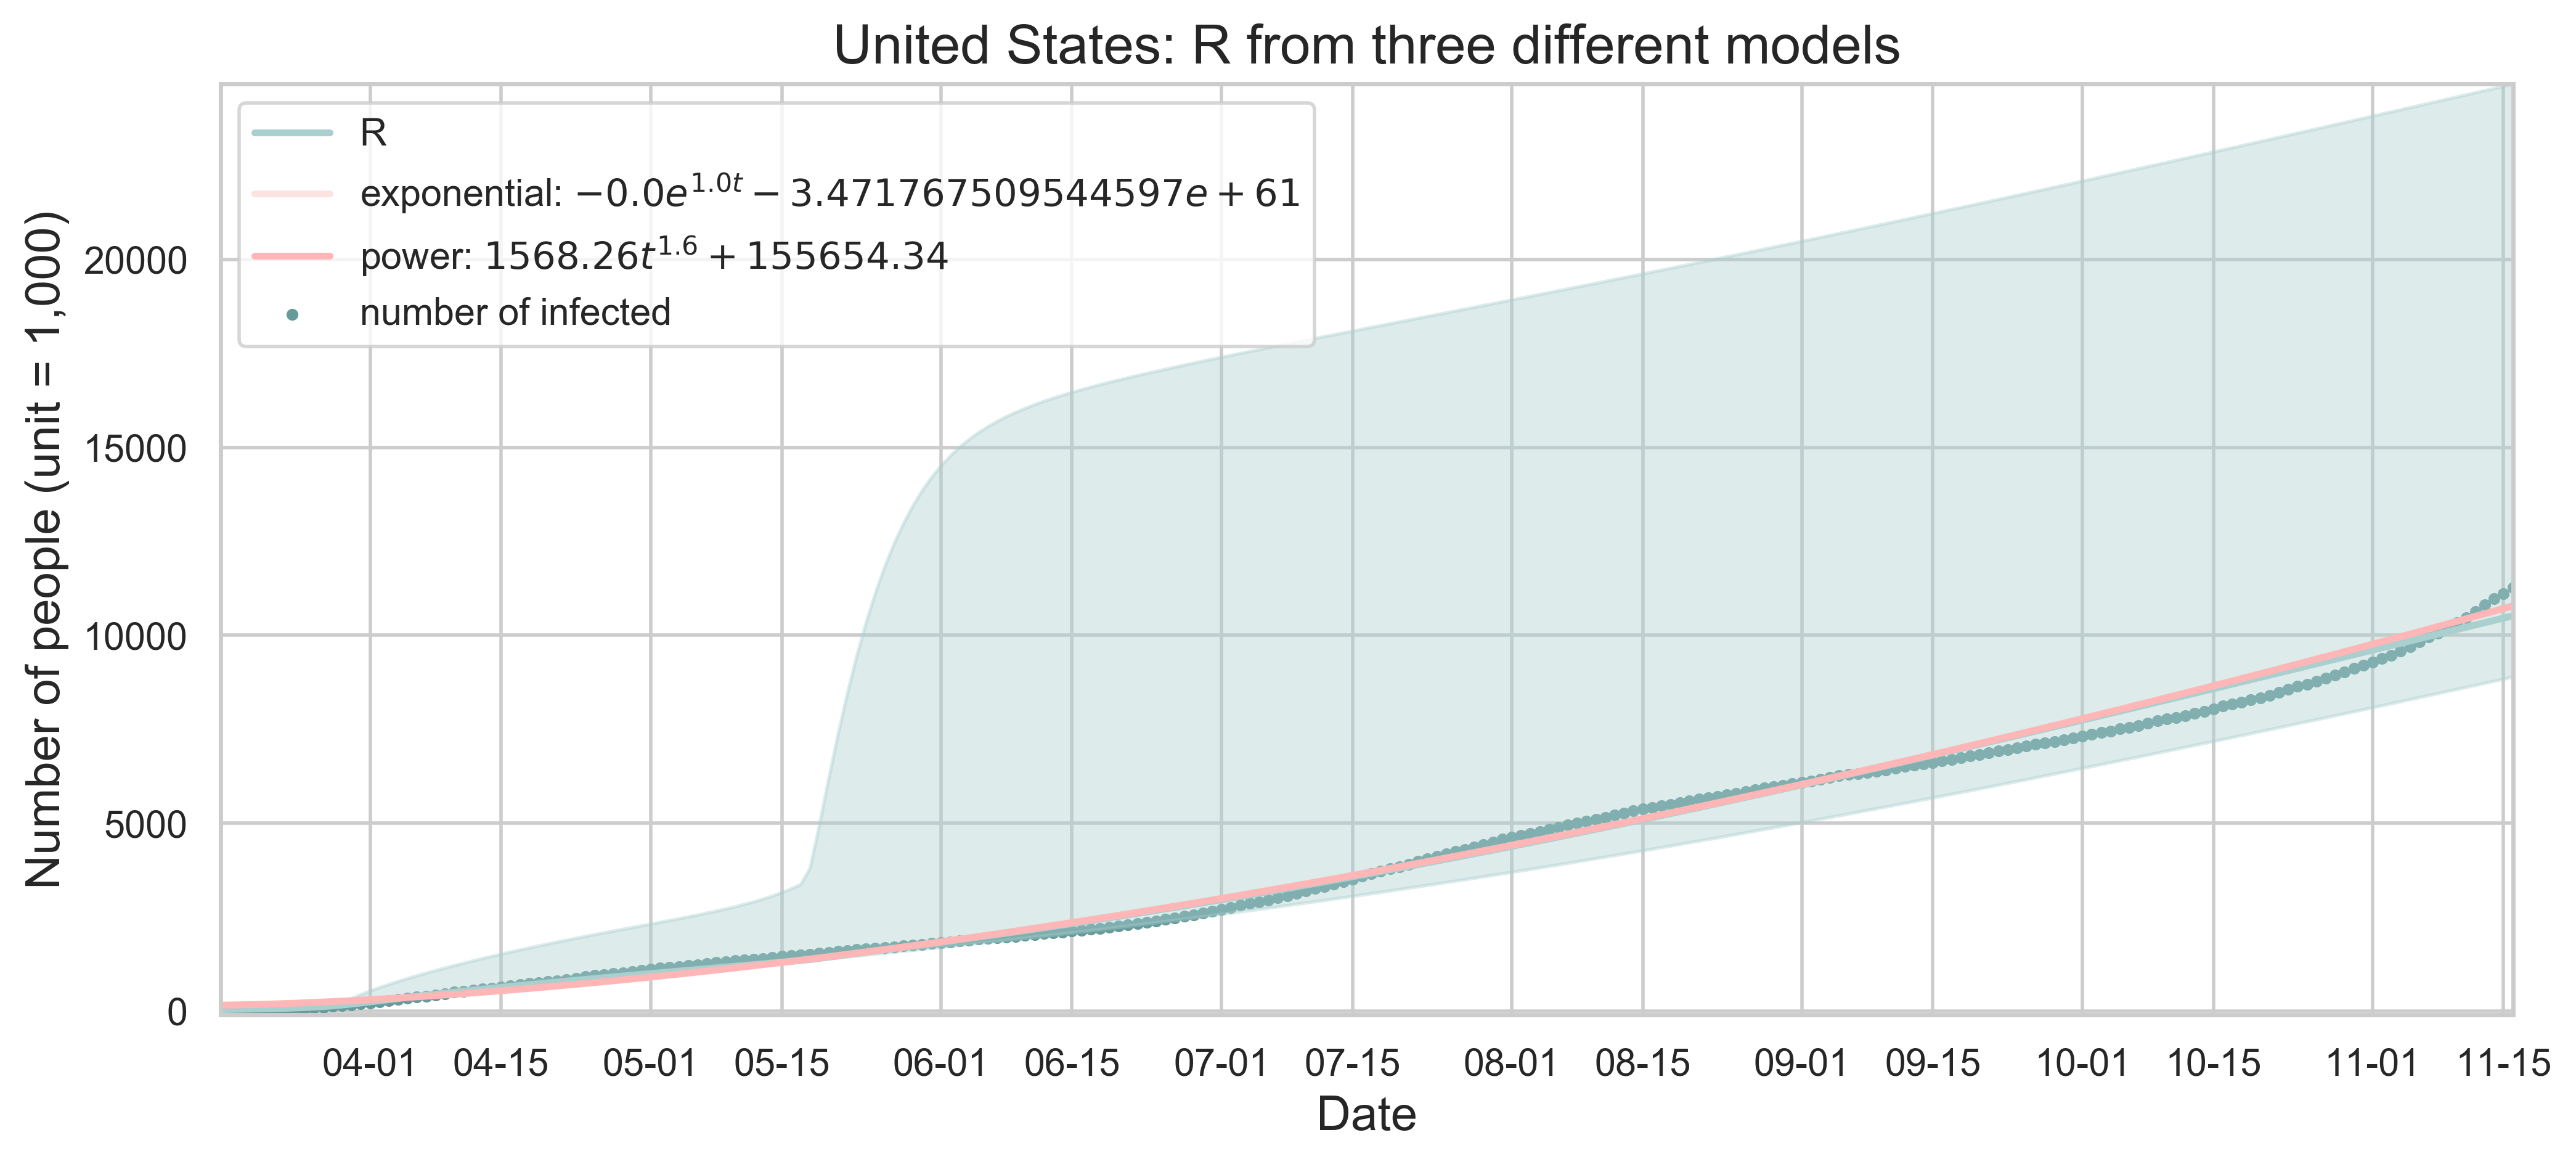 United States: R from three different models
R
exponential: −0.0e^{1.0t} − 3.4717675095445​97e + 61
power: 1568.26t^{1.6} + 155654.34
number of infected
Number of people (unit = 1,000)
20000
15000
10000
5000
0
04-01 04-15 05-01 05-15 06-01 06-15 07-01 07-15 08-01 08-15 09-01 09-15 10-01 10-15 11-01 11-15
Date